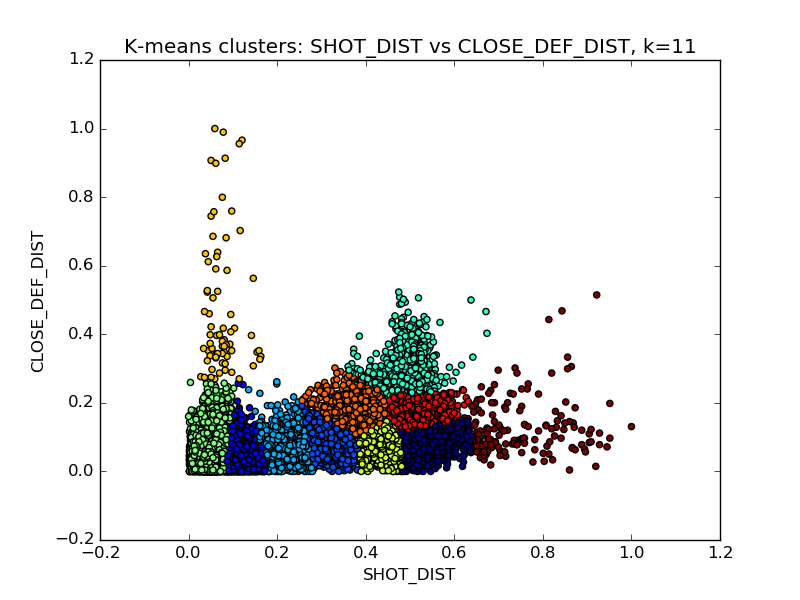 K-means clusters: SHOT_DIST vs CLOSE_DEF_DIST, k=11
1.2
1.0
0.8
0.6
0.4
0.2
0.0
−0.2
CLOSE_DEF_DIST
−0.2 0.0 0.2 0.4 0.6 0.8 1.0 1.2
SHOT_DIST